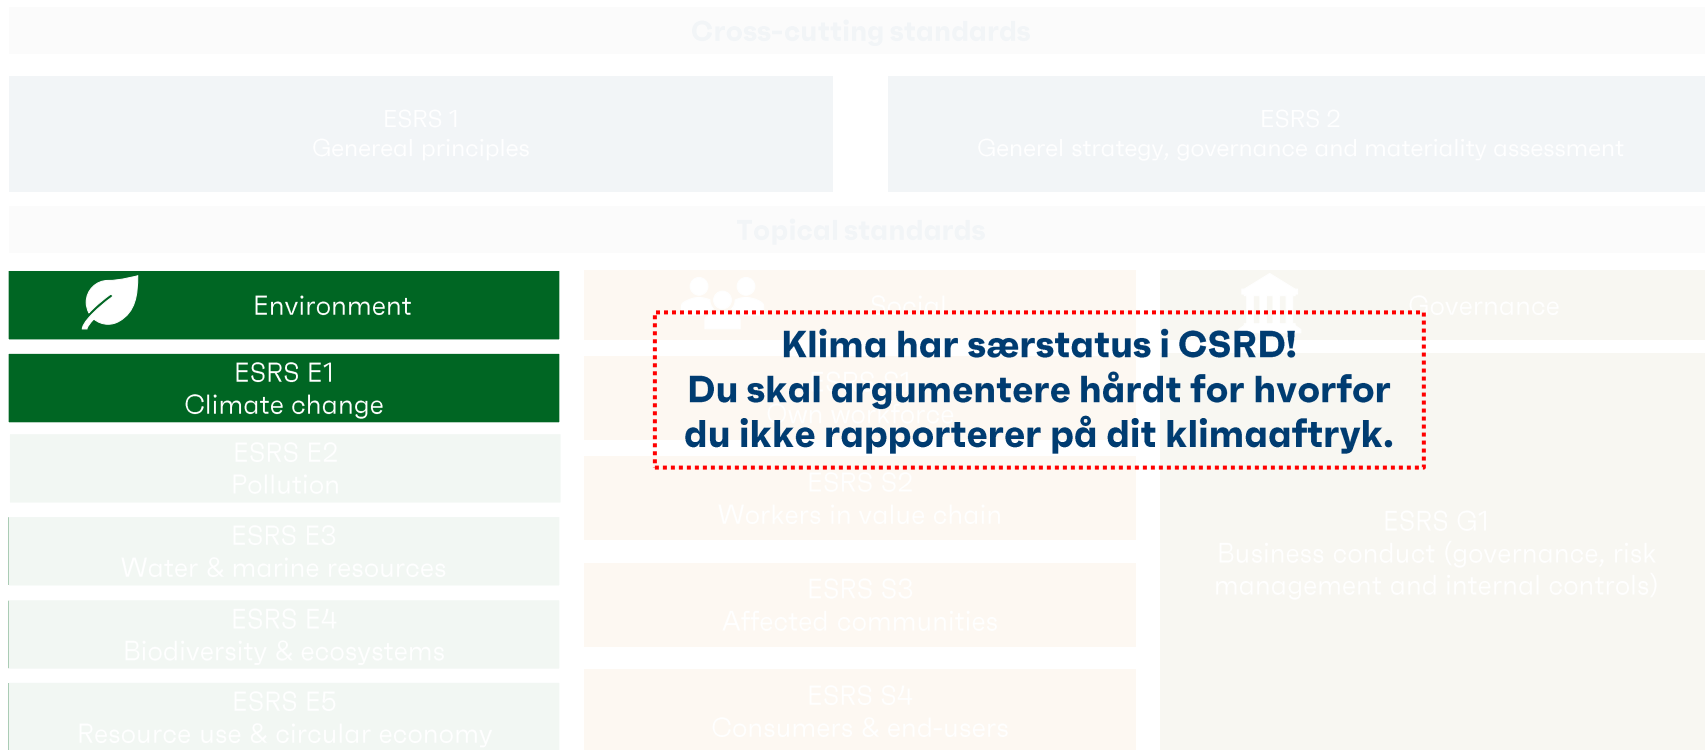 Cross-cutting standards
ESRS 1
Genereal principles
ESRS 2
Generel strategy, governance and materiality assessment
Topical standards
Environment
ESRS E1
Climate change
ESRS E2
Pollution
ESRS E3
Water & marine resources
ESRS E4
Biodiversity & ecosystems
ESRS E5
Resource use & circular economy
Social
Own workforce
ESRS S2
Workers in value chain
ESRS S3
Affected communities
ESRS S4
Consumers & end-users
Governance
ESRS G1
Business conduct (governance, risk
management and internal controls)
Klima har særstatus i CSRD!
Du skal argumentere hårdt for hvorfor
du ikke rapporterer på dit klimaaftryk.